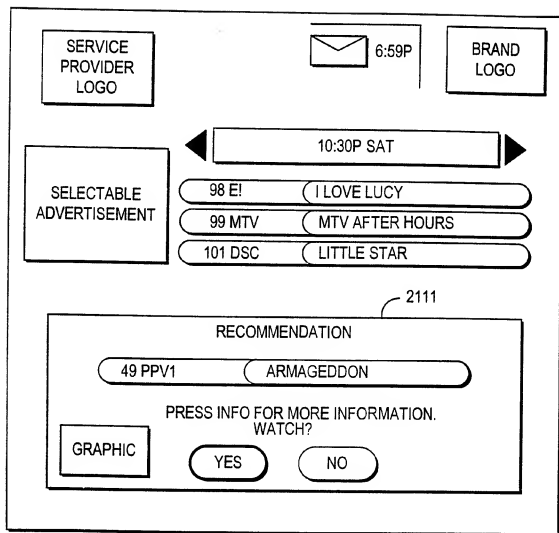 SERVICE
PROVIDER
LOGO
6:59P
BRAND
LOGO
10:30P SAT
SELECTABLE
ADVERTISEMENT
98 E! I LOVE LUCY
99 MTV MTV AFTER HOURS
101 DSC LITTLE STAR
2111
RECOMMENDATION
49 PPV1 ARMAGEDDON
PRESS INFO FOR MORE INFORMATION.
WATCH?
GRAPHIC
YES NO